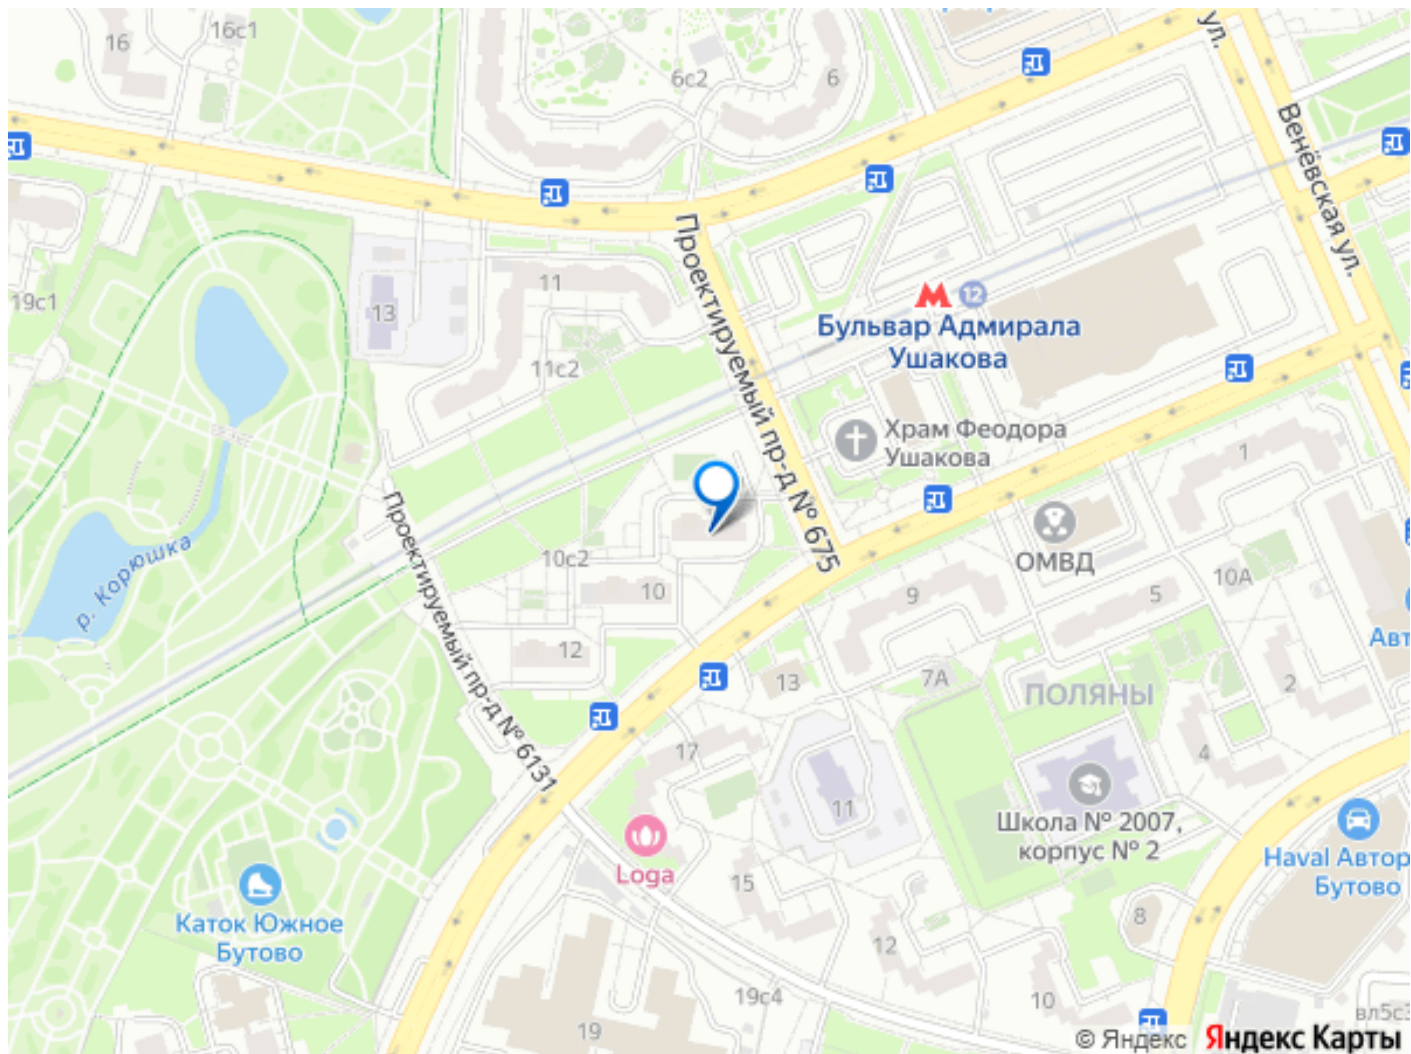 16
16с1
6с2
6
ул.
Венёвская ул.
19с1
13
11
11с2
Проектируемый пр-д № 675
12
Бульвар Адмирала
Ушакова
Храм Феодора
Ушакова
1
р. Корюшка
Проектируемый пр-д № 6131
10с2
10
12
9
ОМВД
5
10А
Авт
7А
ПОЛЯНЫ
2
13
17
4
11
Школа № 2007,
корпус № 2
Loga
15
Haval Автор
Бутово
Каток Южное
Бутово
8
12
19с4
10
19
вл5с3
© Яндекс Яндекс Карты